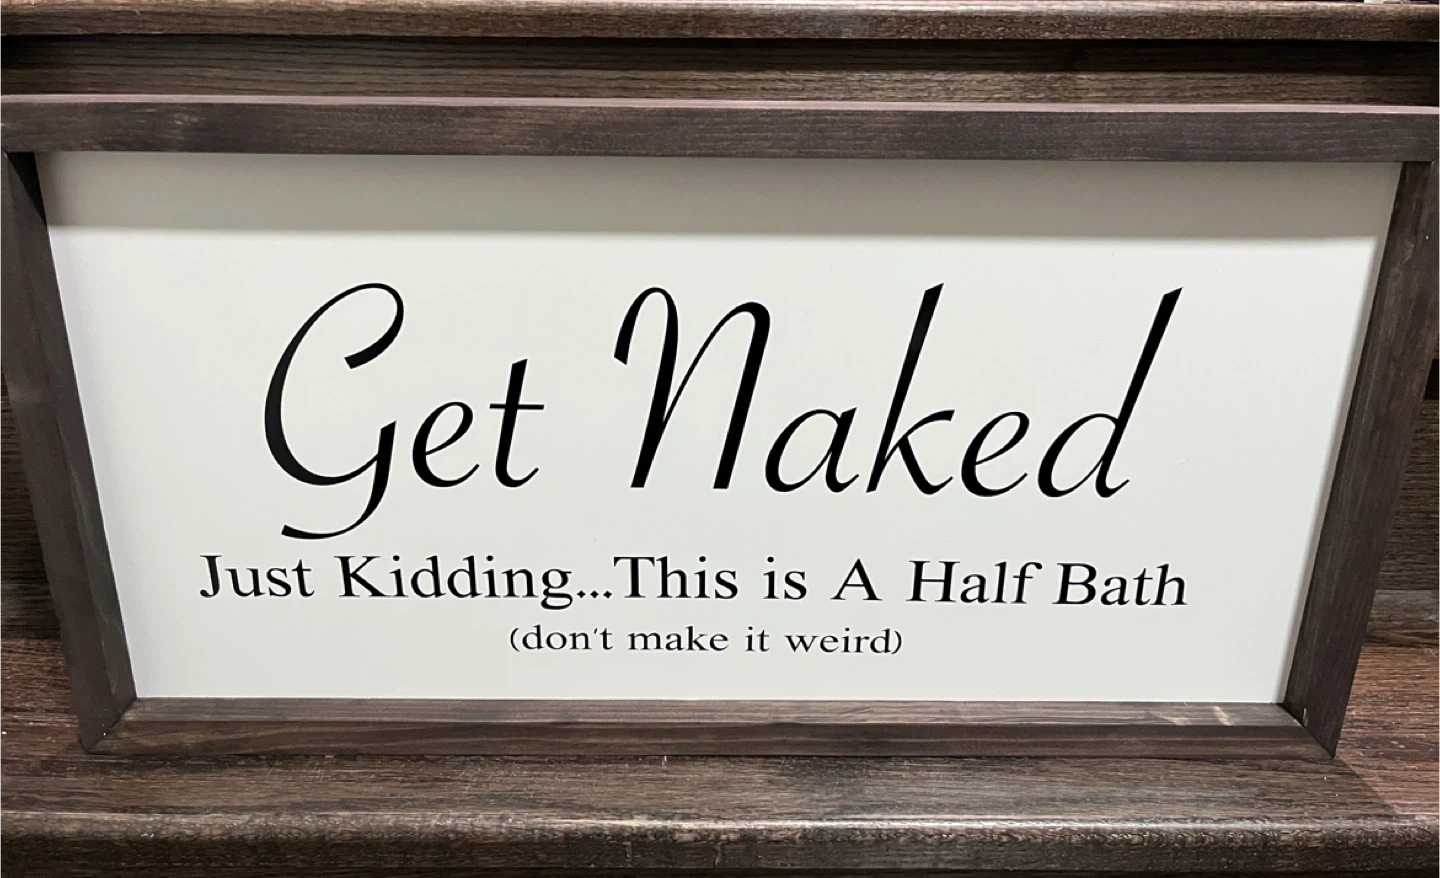 Get Naked
Just Kidding...This is A Half Bath
(don't make it weird)